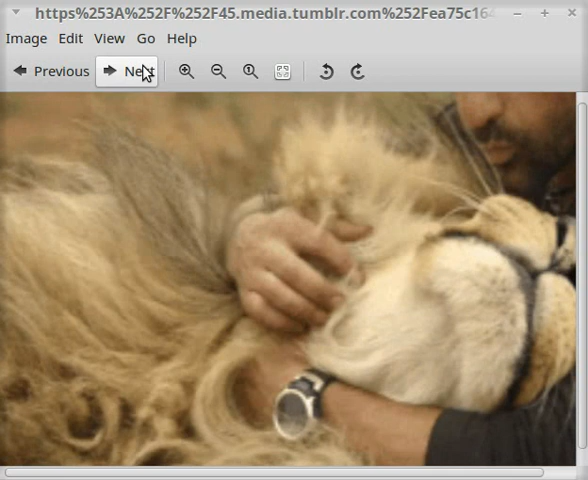 https%253A%252F%252F45.media.tumblr.com%252Fea75c16
Image Edit View Go Help
Previous Next